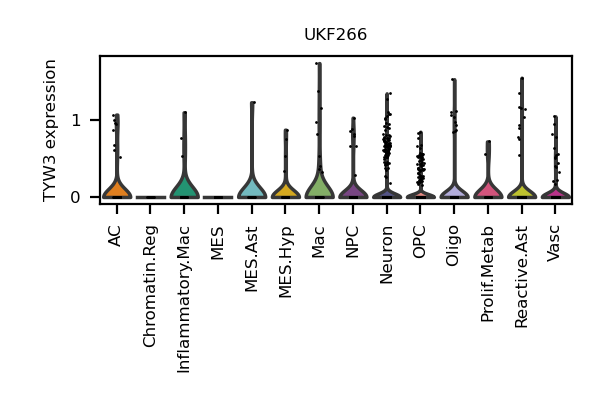 UKF266
TYW3 expression
1
0
AC
Chromatin.Reg
Inflammatory.Mac
MES
MES.Ast
MES.Hyp
Mac
NPC
Neuron
OPC
Oligo
Prolif.Metab
Reactive.Ast
Vasc